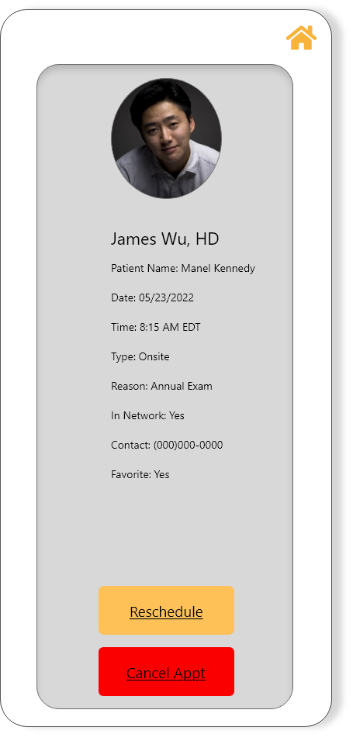 James Wu, HD
Patient Name: Manel Kennedy
Date: 05/23/2022
Time: 8:15 AM EDT
Type: Onsite
Reason: Annual Exam
In Network: Yes
Contact: (000)000-0000
Favorite: Yes
Reschedule
Cancel Appt